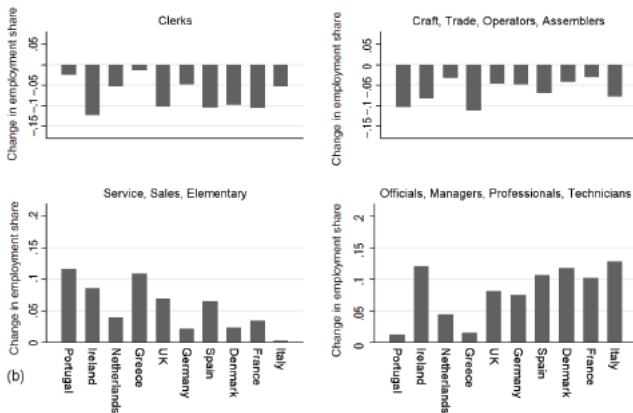 Clerks
Change in employment share
.05
0
-.05
-.1
-.15
Craft, Trade, Operators, Assemblers
Change in employment share
.05
0
-.05
-.1
-.15
Service, Sales, Elementary
Change in employment share
.2
.15
.1
.05
0
Portugal
Ireland
Netherlands
Greece
UK
Germany
Spain
Denmark
France
Italy
Officials, Managers, Professionals, Technicians
Change in employment share
.2
.15
.1
.05
0
Portugal
Ireland
Netherlands
Greece
UK
Germany
Spain
Denmark
France
Italy
(b)